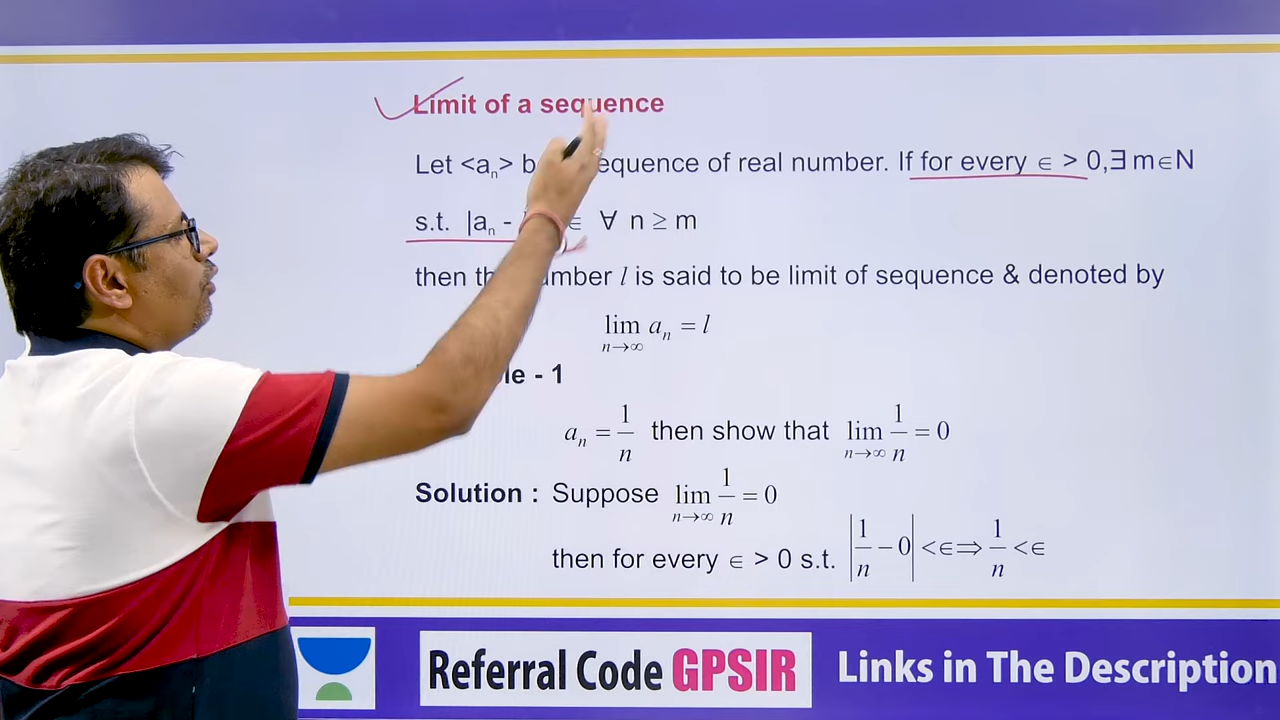 Limit of a sequence
Let <aₙ> b equence of real number. If for every ∈ > 0,∃ m∈N
s.t. |aₙ - ∈ ∀ n ≥ m
then th mber l is said to be limit of sequence & denoted by
lim n→∞ aₙ = l
le - 1
aₙ = 1/n then show that lim n→∞ 1/n = 0
Solution : Suppose lim n→∞ 1/n = 0
then for every ∈ > 0 s.t. |1/n - 0| <∈⇒ 1/n <∈
Referral Code GPSIR
Links in The Description